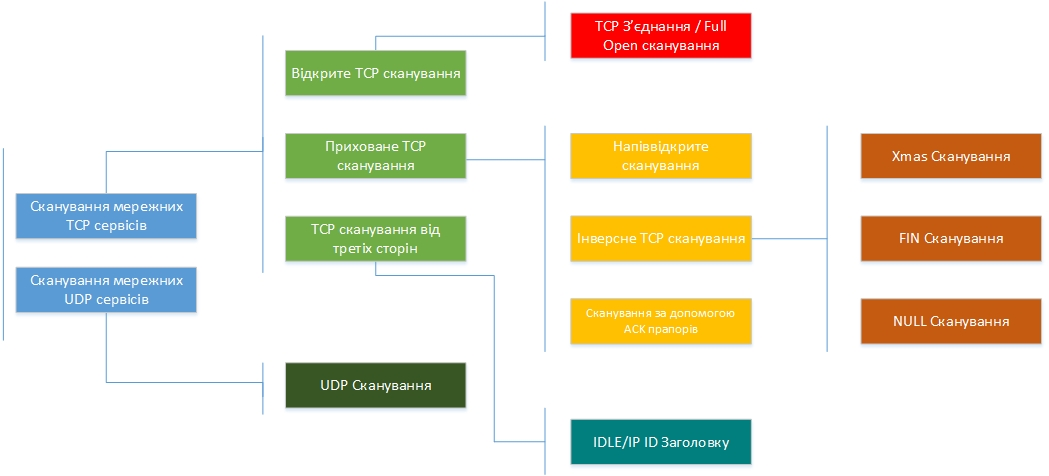 TCP З’єднання / Full
Open сканування
Відкрите TCP сканування
Приховане TCP
сканування
Напіввідкрите
сканування
Xmas Сканування
Сканування мережних
TCP сервісів
TCP сканування від
третіх сторін
Інверсне TCP сканування
FIN Сканування
Сканування мережних
UDP сервісів
Сканування за допомогою
ACK прапорів
NULL Сканування
UDP Сканування
IDLE/IP ID Заголовку